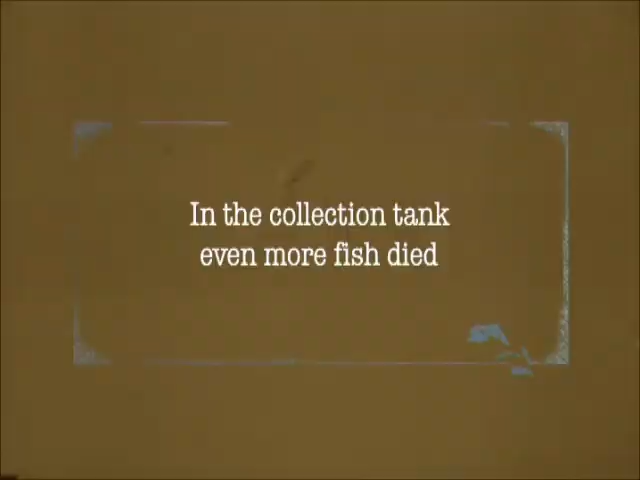 In the collection tank
even more fish died